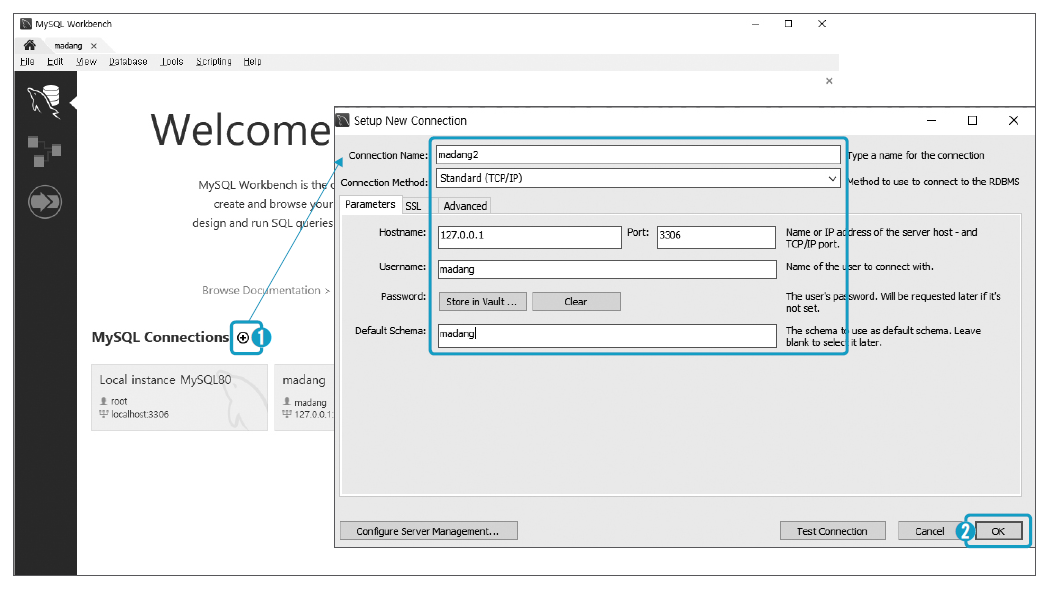 MySQL Workbench
madang ×
File Edit View Database Tools Scripting Help
Welcome
MySQL Workbench is the
create and browse your
design and run SQL queries
Browse Documentation >
MySQL Connections 1
Local instance MySQL80
root
localhost:3306
madang
madang
127.0.0.1:
Setup New Connection
Connection Name: madang2 Type a name for the connection
Connection Method: Standard (TCP/IP) Method to use to connect to the RDBMS
Parameters SSL Advanced
Hostname: 127.0.0.1 Port: 3306 Name or IP address of the server host - and
TCP/IP port.
Username: madang Name of the user to connect with.
Password: Store in Vault ... Clear The user's password. Will be requested later if it's
not set.
Default Schema: madang The schema to use as default schema. Leave
blank to select it later.
Configure Server Management... Test Connection Cancel 2 OK